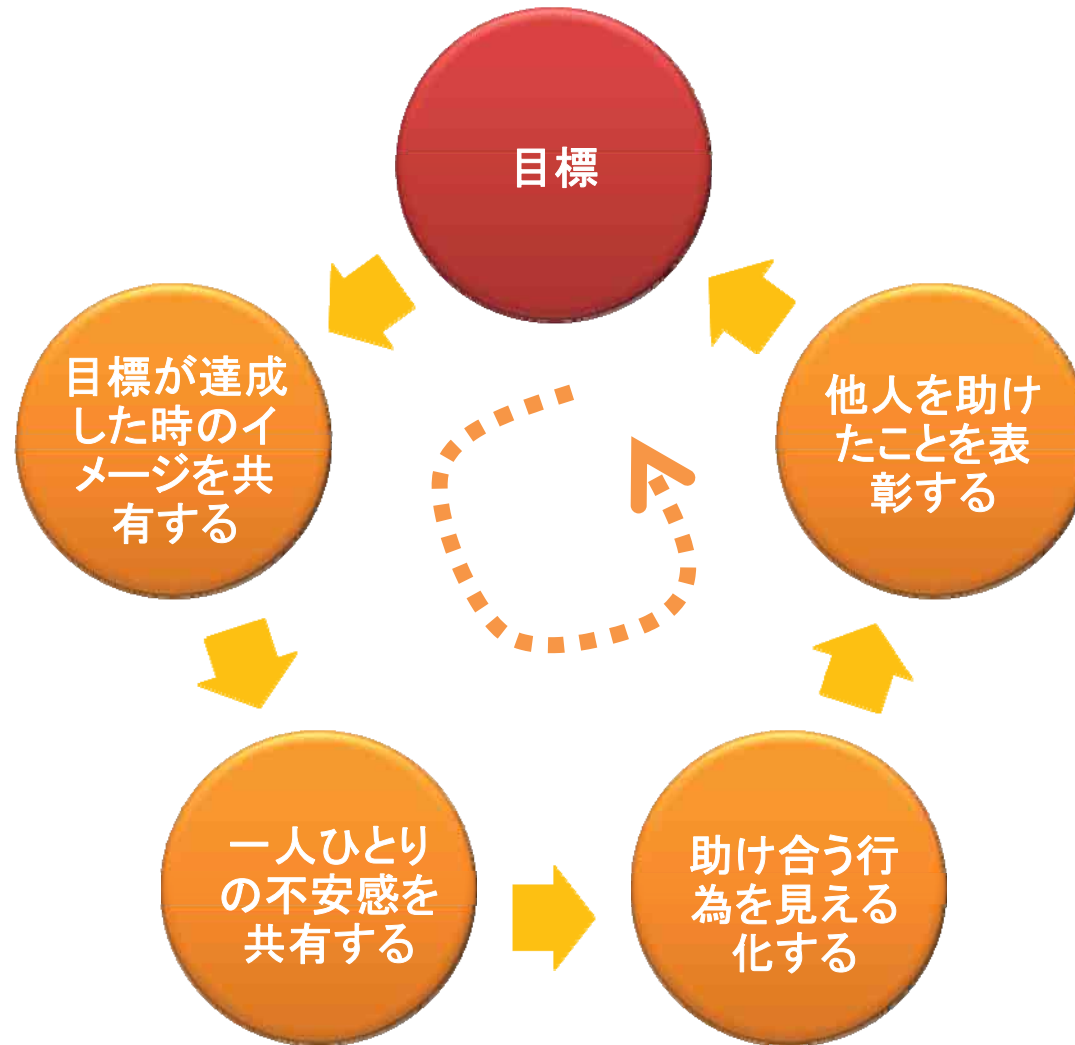 目標
目標が達成
した時のイ
メージを共
有する
一人ひとり
の不安感を
共有する
助け合う行
為を見える
化する
他人を助け
たことを表
彰する